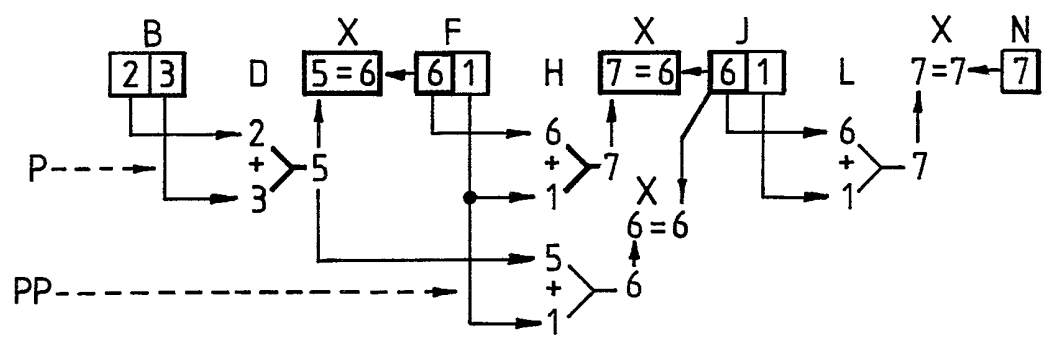 B X F X J X N
2 3 D 5 = 6 6 1 H 7 = 6 6 1 L 7 = 7 7
2 6 6
P + 5 + 7 + 7
3 1 X 1
6 = 6
5
PP + 6
1